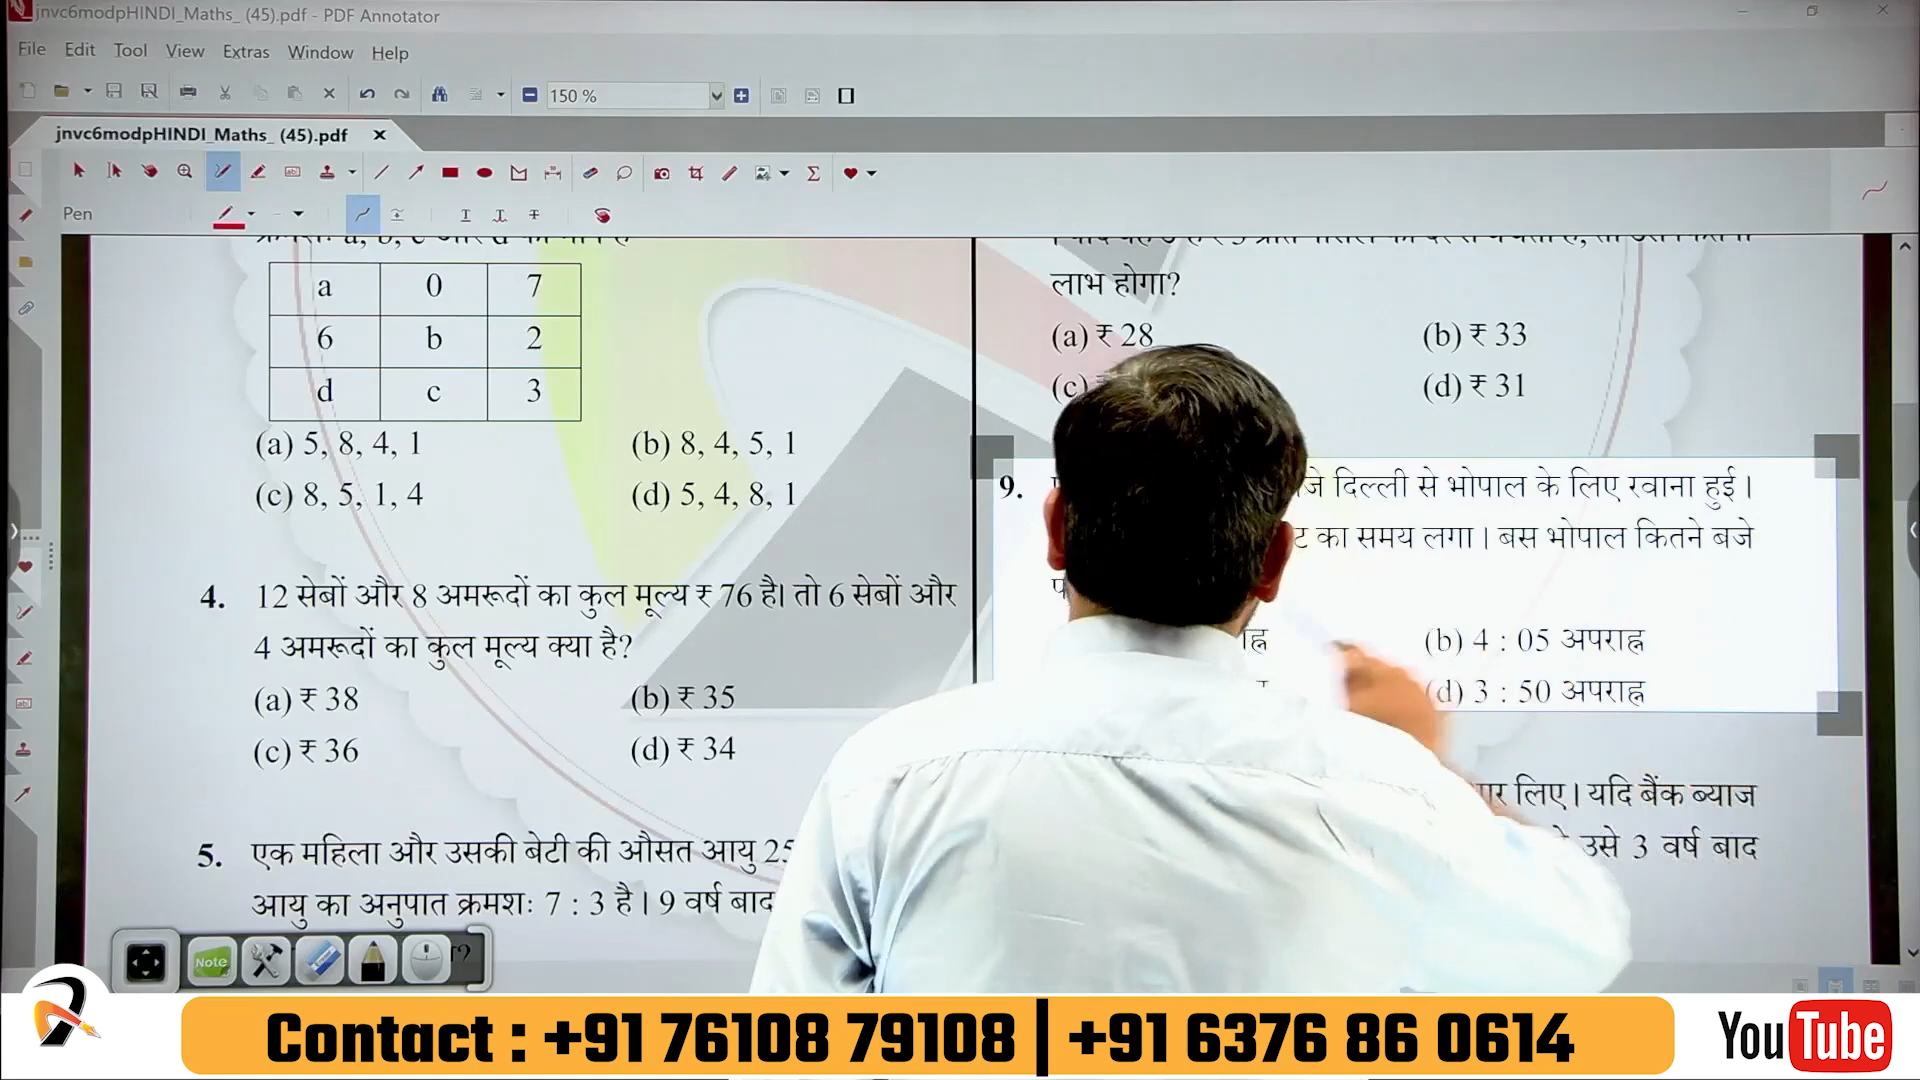 jnvc6modpHINDI_Maths_ (45).pdf - PDF Annotator
File Edit Tool View Extras Window Help
150 %
jnvc6modpHINDI_Maths_ (45).pdf
Pen
a 0 7
6 b 2
d c 3
(a) 5, 8, 4, 1 (b) 8, 4, 5, 1
(c) 8, 5, 1, 4 (d) 5, 4, 8, 1
4. 12 सेबों और 8 अमरूदों का कुल मूल्य ₹ 76 है। तो 6 सेबों और
4 अमरूदों का कुल मूल्य क्या है?
(a) ₹ 38 (b) ₹ 35
(c) ₹ 36 (d) ₹ 34
5. एक महिला और उसकी बेटी की औसत आयु 25
आयु का अनुपात क्रमशः 7 : 3 है। 9 वर्ष बाद
लाभ होगा?
(a) ₹ 28 (b) ₹ 33
(c) (d) ₹ 31
9. दिल्ली से भोपाल के लिए रवाना हुई।
का समय लगा। बस भोपाल कितने बजे
(b) 4 : 05 अपराह्न
(d) 3 : 50 अपराह्न
लिए। यदि बैंक ब्याज
उसे 3 वर्ष बाद
Note
Contact : +91 76108 79108 | +91 6376 86 0614
YouTube